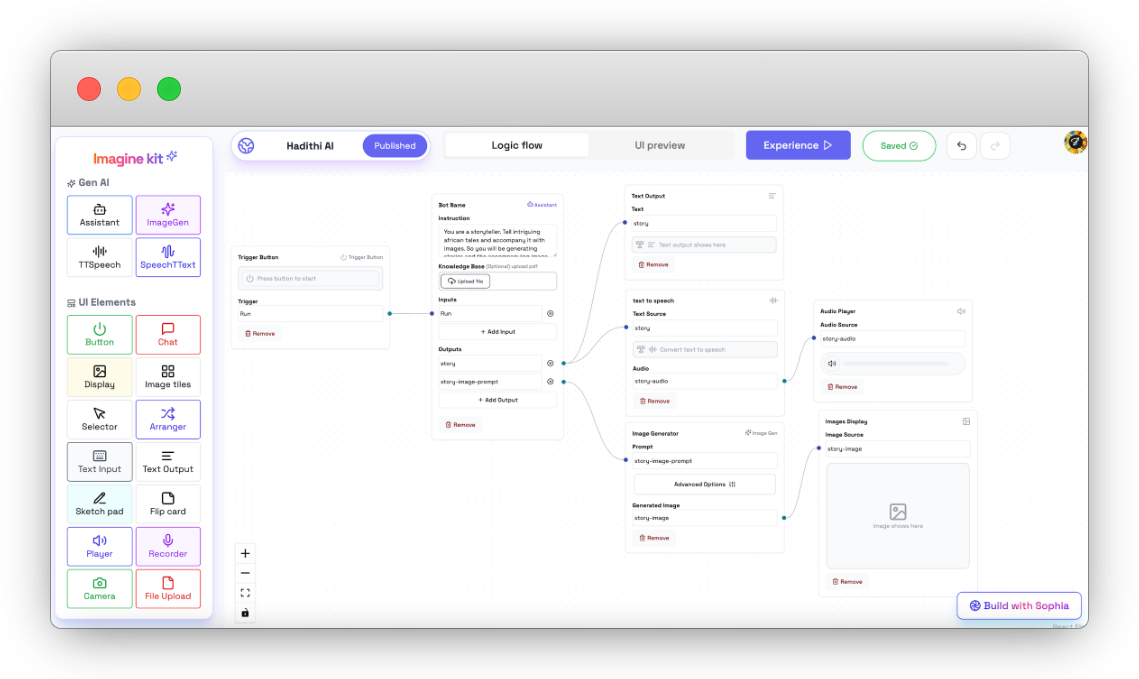 Imagine kit
Gen AI
Assistant
ImageGen
TTSpeech
SpeechTText
UI Elements
Button
Chat
Display
Image tiles
Selector
Arranger
Text Input
Text Output
Sketch pad
Flip card
Player
Recorder
Camera
File Upload
Hadithi AI
Published
Logic flow
UI preview
Experience
Saved
Trigger Button
Trigger Button
Press button to start
Trigger
Run
Remove
Bot Name
Assistant
Instruction
You are a storyteller. Tell intriguing
african tales and accompany it with
images. So you will be generating
stories and the accompanying image
Knowledge Base (Optional) upload pdf
Upload file
Inputs
Run
+ Add Input
Outputs
story
story-image-prompt
+ Add Output
Remove
Text Output
Text
story
Text output shows here
Remove
text to speech
Text Source
story
Convert text to speech
Audio
story-audio
Remove
Image Generator
Image Gen
Prompt
story-image-prompt
Advanced Options
Generated Image
story-image
Remove
Audio Player
Audio Source
story-audio
Remove
Images Display
Image Source
story-image
image shows here
Remove
Build with Sophia